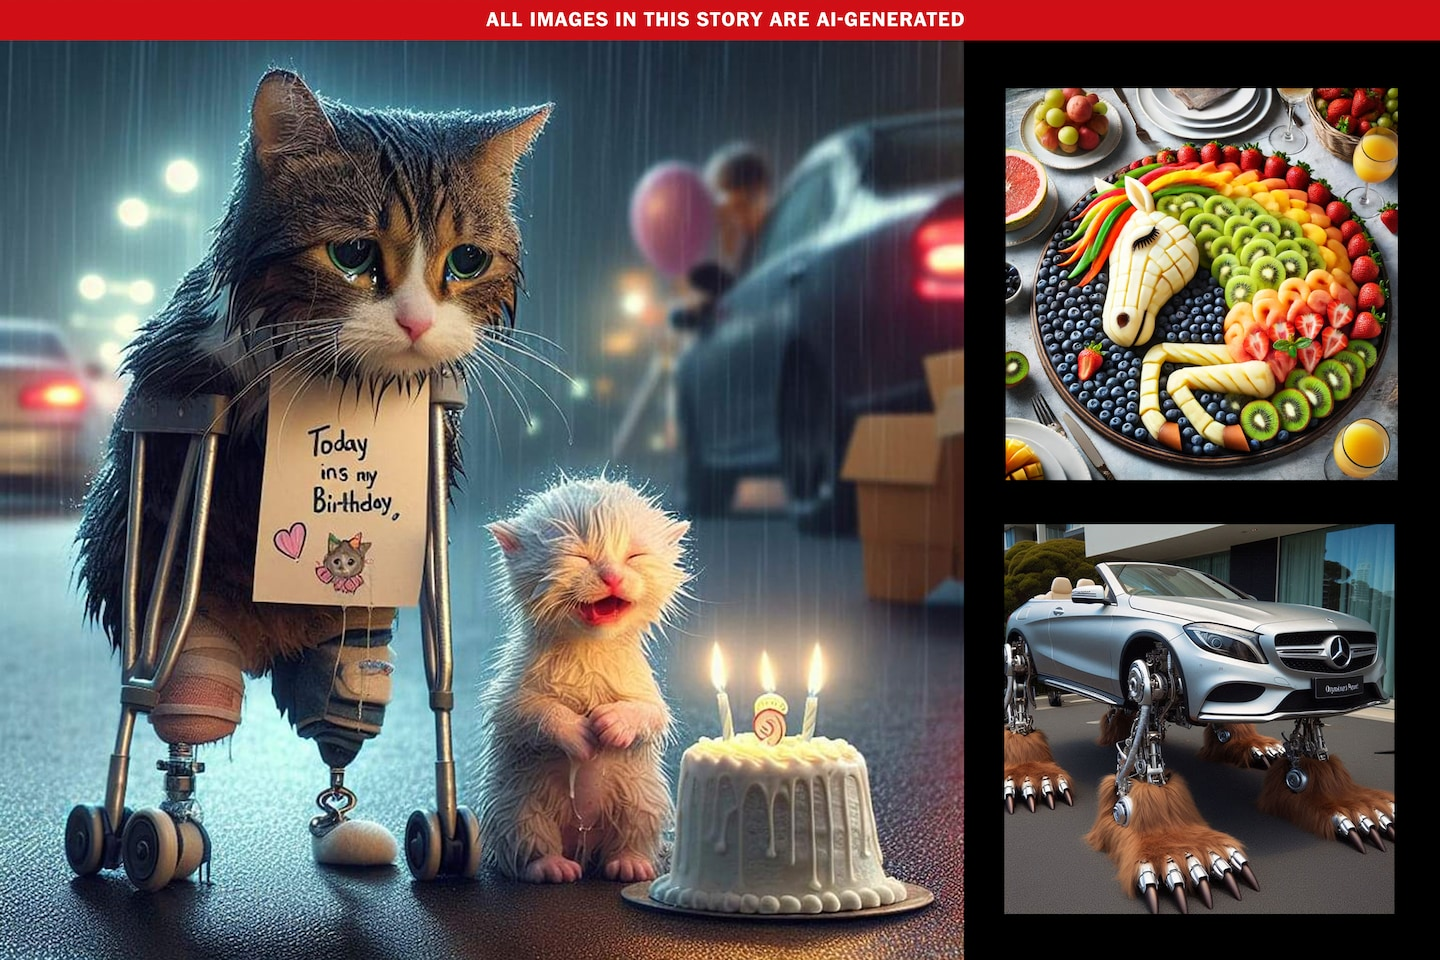 ALL IMAGES IN THIS STORY ARE AI-GENERATED
Today
ins my
Birthday,